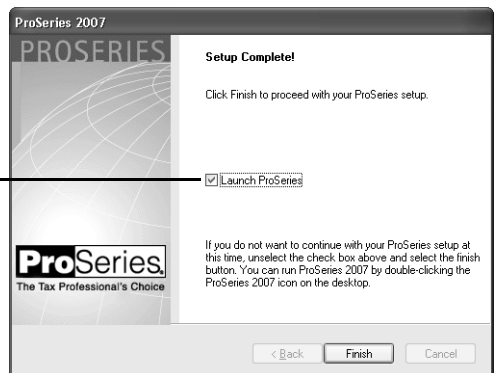 ProSeries 2007
PROSERIES
Setup Complete!
Click Finish to proceed with your ProSeries setup.
Launch ProSeries
If you do not want to continue with your ProSeries setup at
this time, unselect the check box above and select the finish
button. You can run ProSeries 2007 by double-clicking the
ProSeries 2007 icon on the desktop.
ProSeries.
The Tax Professional's Choice
< Back
Finish
Cancel